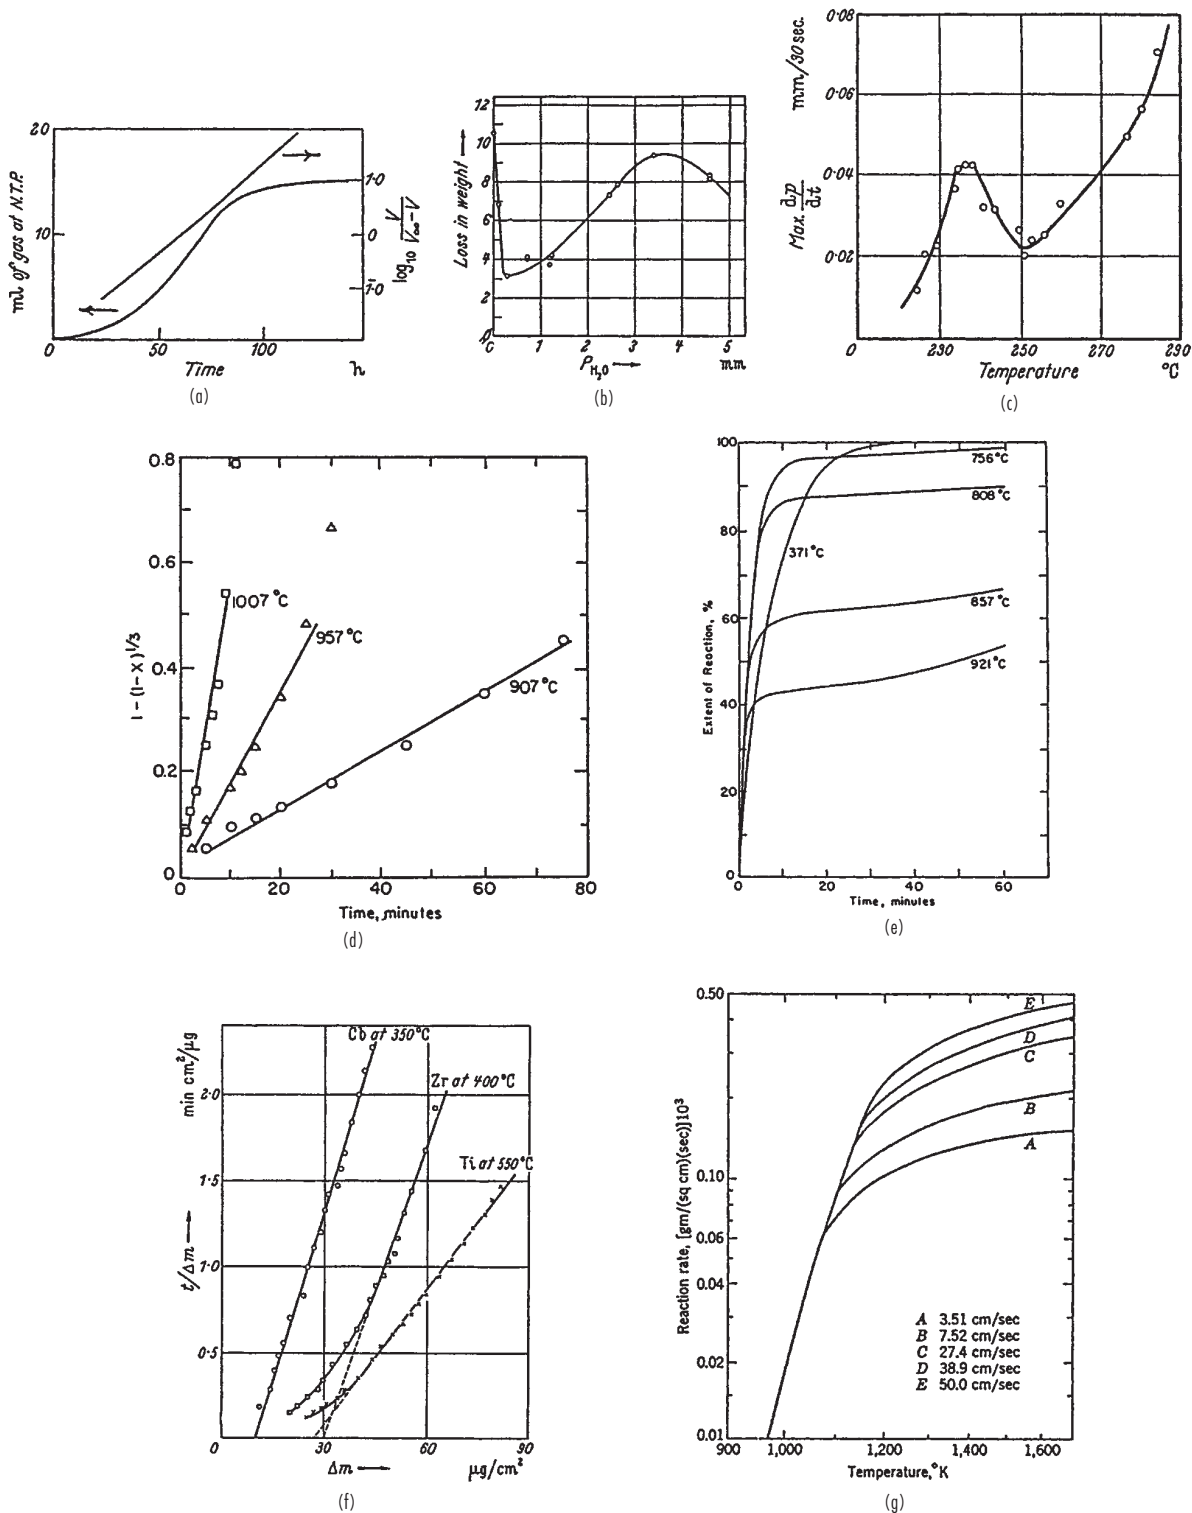 20
10
0
0
50
100
Time
h
ml of gas at N.T.P.
1·0
0
1̄·0
log10 V / V∞ − V
(a)
12
10
8
6
4
2
0
1
2
3
4
5
PH2O
mm
Loss in weight
(b)
0·08
0·06
0·04
0·02
0
230
250
270
290
Temperature
°C
Max. dp/dt
mm/30 sec.
(c)
0.8
0.6
0.4
0.2
0
0
20
40
60
80
Time, minutes
1 − (1 − X)1/3
1007 °C
957 °C
907 °C
(d)
100
80
60
40
20
0
0
20
40
60
Time, minutes
Extent of Reaction, %
756 °C
808 °C
371 °C
857 °C
921 °C
(e)
min cm2/μg
2·0
1·5
1·0
0·5
t/Δm
Cb at 350°C
Zr at 400°C
Ti at 550°C
0
30
60
90
Δm
μg/cm2
(f)
0.50
0.10
0.06
0.04
0.02
0.01
900
1,000
1,200
1,400
1,600
Temperature, °K
Reaction rate, [gm/(sq cm)(sec)]10³
E
D
C
B
A
A 3.51 cm/sec
B 7.52 cm/sec
C 27.4 cm/sec
D 38.9 cm/sec
E 50.0 cm/sec
(g)